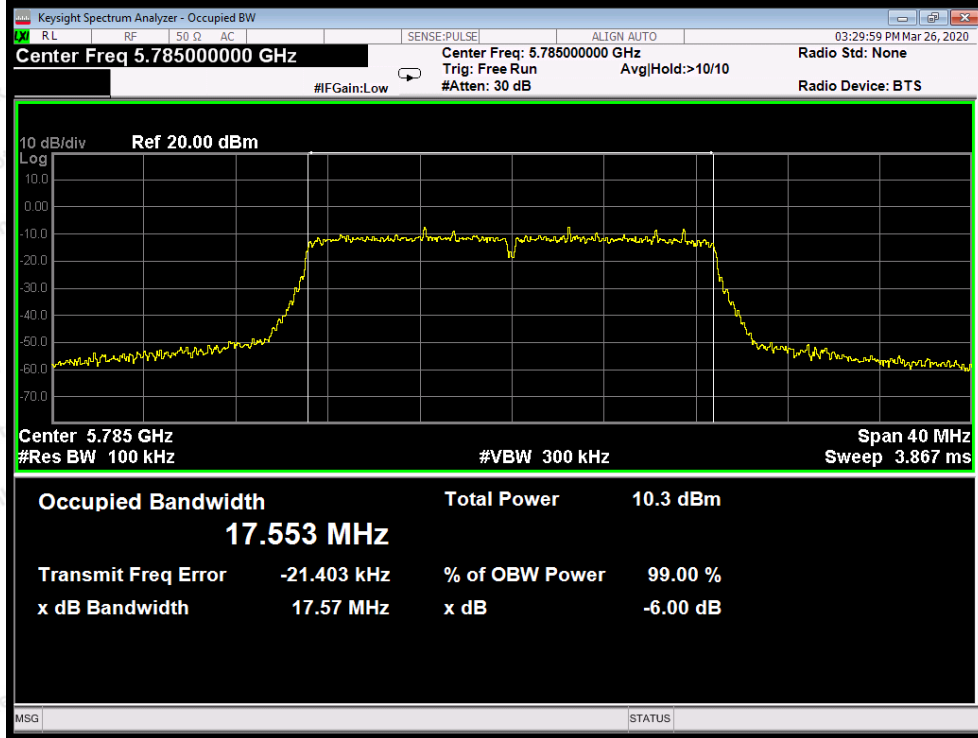 Keysight Spectrum Analyzer - Occupied BW
LXI RL RF 50 Ω AC SENSE:PULSE ALIGN AUTO 03:29:59 PM Mar 26, 2020
Center Freq 5.785000000 GHz
Center Freq: 5.785000000 GHz Radio Std: None
Trig: Free Run Avg|Hold:>10/10
#IFGain:Low #Atten: 30 dB Radio Device: BTS
10 dB/div Ref 20.00 dBm
Log
10.0
0.00
-10.0
-20.0
-30.0
-40.0
-50.0
-60.0
-70.0
Center 5.785 GHz Span 40 MHz
#Res BW 100 kHz #VBW 300 kHz Sweep 3.867 ms
Occupied Bandwidth Total Power 10.3 dBm
17.553 MHz
Transmit Freq Error -21.403 kHz % of OBW Power 99.00 %
x dB Bandwidth 17.57 MHz x dB -6.00 dB
MSG STATUS